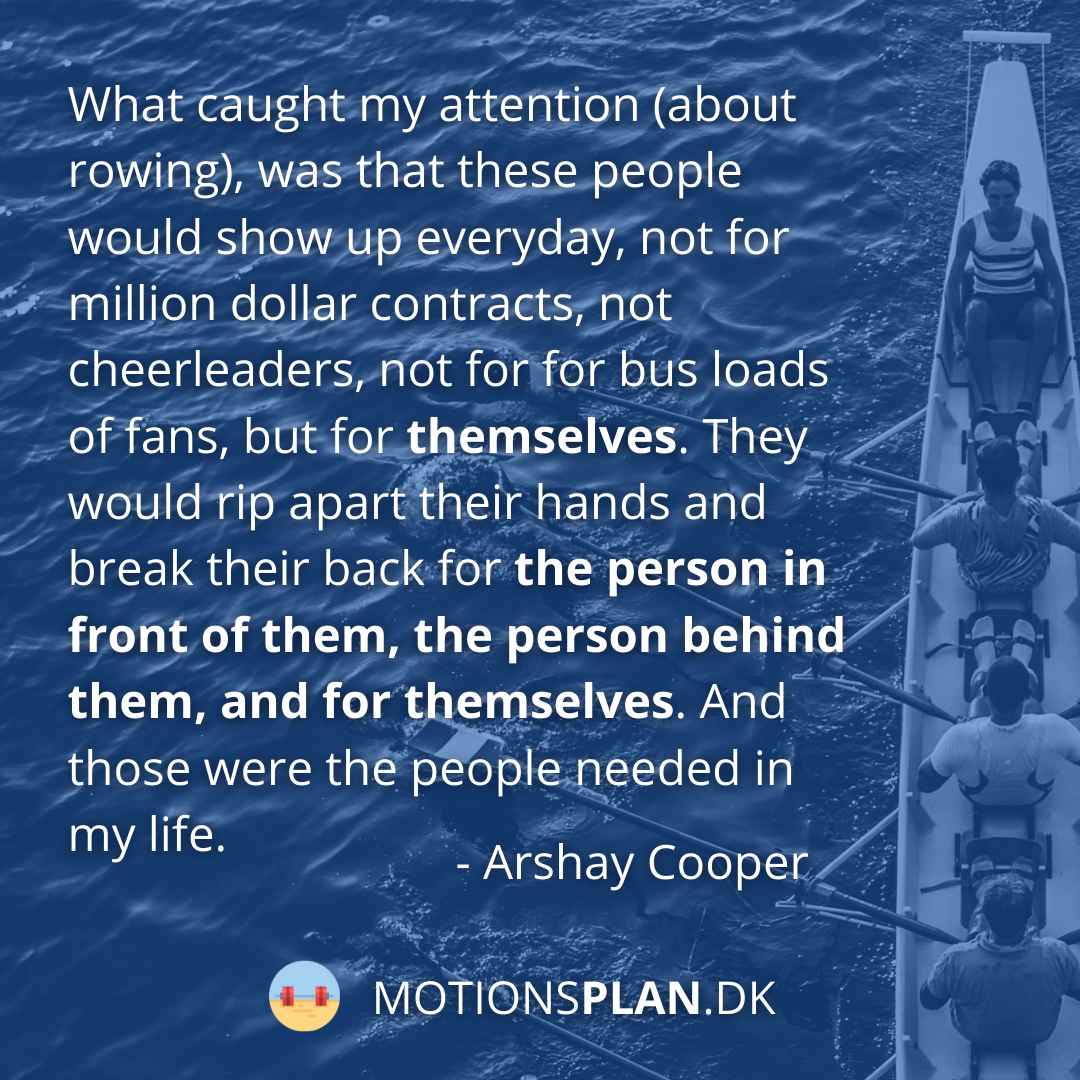 What caught my attention (about
rowing), was that these people
would show up everyday, not for
million dollar contracts, not
cheerleaders, not for for bus loads
of fans, but for themselves. They
would rip apart their hands and
break their back for the person in
front of them, the person behind
them, and for themselves. And
those were the people needed in
my life.
- Arshay Cooper
MOTIONSPLAN.DK